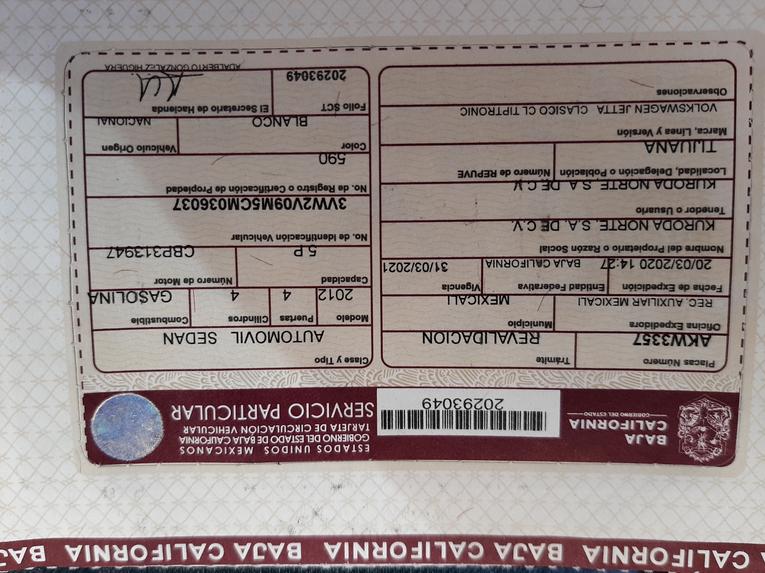 BAJA CALIFORNIA BAJA CALIFORNIA BAJA CALIFORNIA BAJA
BAJA
CALIFORNIA
GOBIERNO DEL ESTADO
20293049
ESTADOS UNIDOS MEXICANOS
GOBIERNO DEL ESTADO DE BAJA CALIFORNIA
TARJETA DE CIRCULACIÓN VEHICULAR
SERVICIO PARTICULAR
Placas Número
AKW3357
Trámite
REVALIDACION
Oficina Expedidora
REC. AUXILIAR MEXICALI
Municipio
MEXICALI
Fecha de Expedición
20/03/2020 14:27
Entidad Federativa
BAJA CALIFORNIA
Vigencia
31/03/2021
Nombre del Propietario o Razón Social
KURODA NORTE, S.A. DE C.V.
Tenedor o Usuario
KURODA NORTE, S.A. DE C.V.
Localidad, Delegación o Población
TIJUANA
Número de REPUVE
Marca, Línea y Versión
VOLKSWAGEN JETTA CLASICO CL TIPTRONIC
Observaciones
Clase y Tipo
AUTOMOVIL SEDAN
Modelo
2012
Puertas
4
Cilindros
4
Combustible
GASOLINA
Capacidad
5 P
Número de Motor
CBP313947
No. de Identificación Vehicular
3VW2V09M5CM036037
No. de Registro o Certificación de Propiedad
590
Color
BLANCO
Vehículo Origen
NACIONAL
Folio SCT
20293049
El Secretario de Hacienda
ADALBERTO GONZALEZ HIGUERA